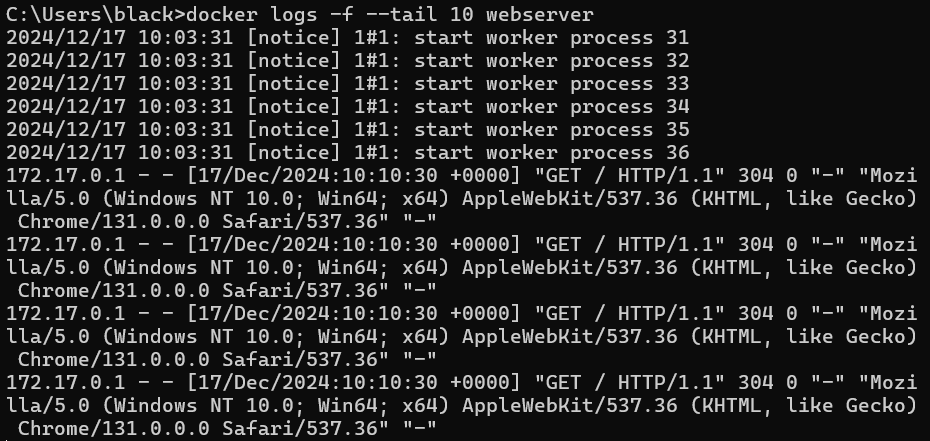 C:\Users\black>docker logs -f --tail 10 webserver
2024/12/17 10:03:31 [notice] 1#1: start worker process 31
2024/12/17 10:03:31 [notice] 1#1: start worker process 32
2024/12/17 10:03:31 [notice] 1#1: start worker process 33
2024/12/17 10:03:31 [notice] 1#1: start worker process 34
2024/12/17 10:03:31 [notice] 1#1: start worker process 35
2024/12/17 10:03:31 [notice] 1#1: start worker process 36
172.17.0.1 - - [17/Dec/2024:10:10:30 +0000] "GET / HTTP/1.1" 304 0 "-" "Mozi
lla/5.0 (Windows NT 10.0; Win64; x64) AppleWebKit/537.36 (KHTML, like Gecko)
 Chrome/131.0.0.0 Safari/537.36" "-"
172.17.0.1 - - [17/Dec/2024:10:10:30 +0000] "GET / HTTP/1.1" 304 0 "-" "Mozi
lla/5.0 (Windows NT 10.0; Win64; x64) AppleWebKit/537.36 (KHTML, like Gecko)
 Chrome/131.0.0.0 Safari/537.36" "-"
172.17.0.1 - - [17/Dec/2024:10:10:30 +0000] "GET / HTTP/1.1" 304 0 "-" "Mozi
lla/5.0 (Windows NT 10.0; Win64; x64) AppleWebKit/537.36 (KHTML, like Gecko)
 Chrome/131.0.0.0 Safari/537.36" "-"
172.17.0.1 - - [17/Dec/2024:10:10:30 +0000] "GET / HTTP/1.1" 304 0 "-" "Mozi
lla/5.0 (Windows NT 10.0; Win64; x64) AppleWebKit/537.36 (KHTML, like Gecko)
 Chrome/131.0.0.0 Safari/537.36" "-"